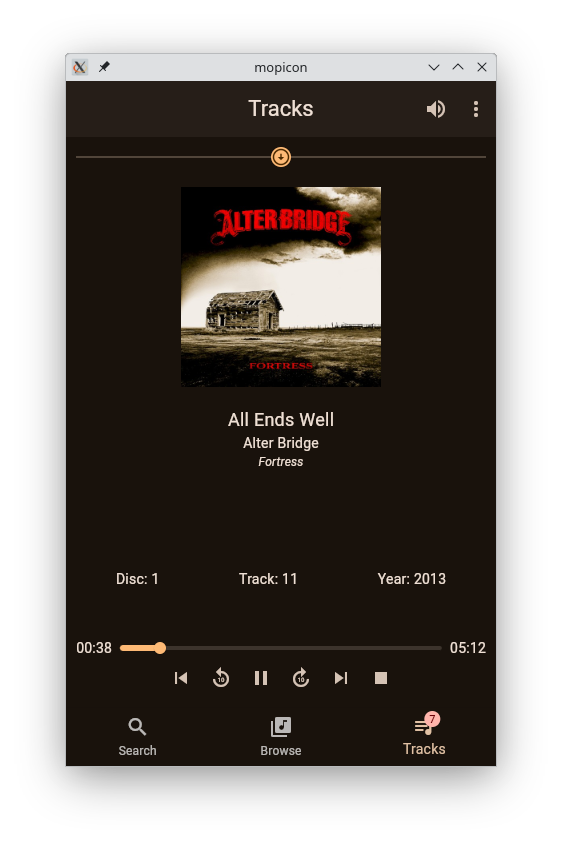 mopicon
Tracks
ALTER BRIDGE
FORTRESS
All Ends Well
Alter Bridge
Fortress
Disc: 1 Track: 11 Year: 2013
00:38 05:12
10 10
7
Search Browse Tracks